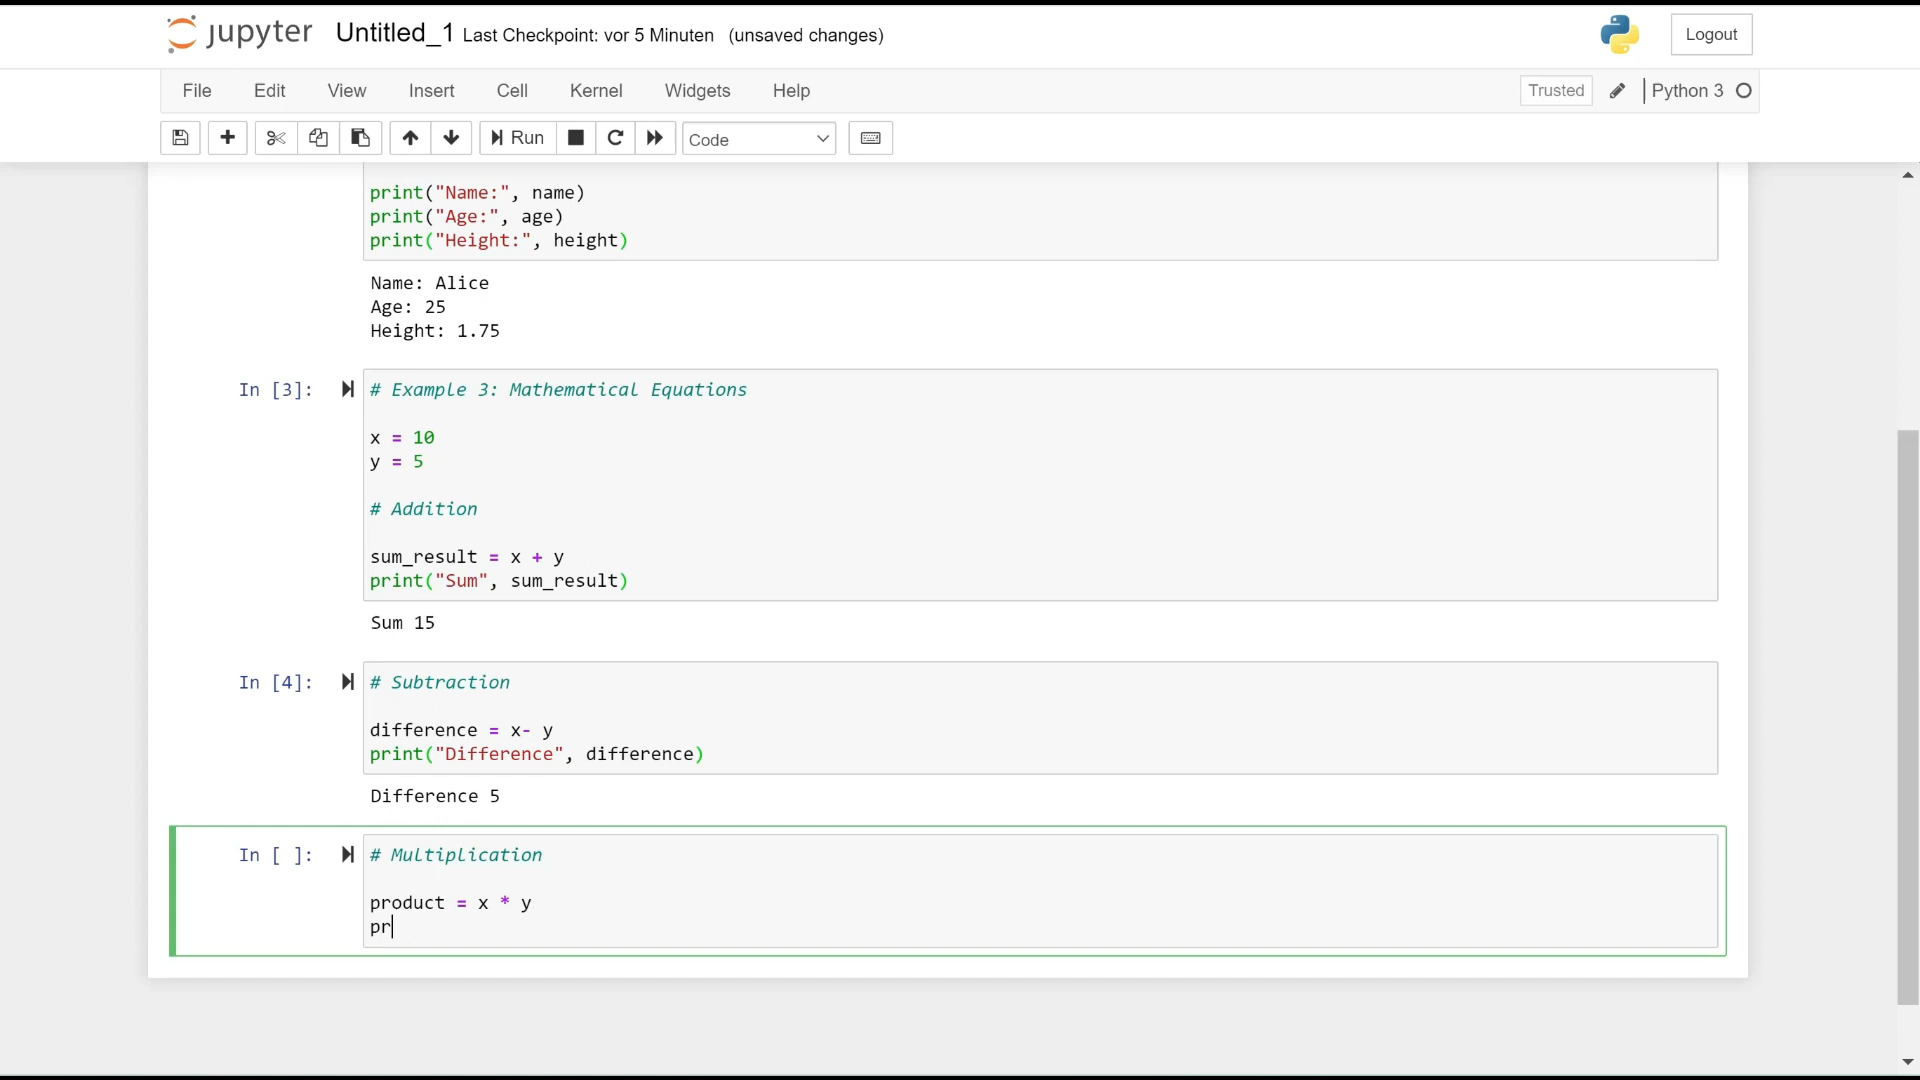 jupyter Untitled_1 Last Checkpoint: vor 5 Minuten (unsaved changes)
Logout
File Edit View Insert Cell Kernel Widgets Help
Trusted Python 3
Run Code
print("Name:", name)
print("Age:", age)
print("Height:", height)
Name: Alice
Age: 25
Height: 1.75
In [3]: # Example 3: Mathematical Equations
x = 10
y = 5
# Addition
sum_result = x + y
print("Sum", sum_result)
Sum 15
In [4]: # Subtraction
difference = x- y
print("Difference", difference)
Difference 5
In [ ]: # Multiplication
product = x * y
pr